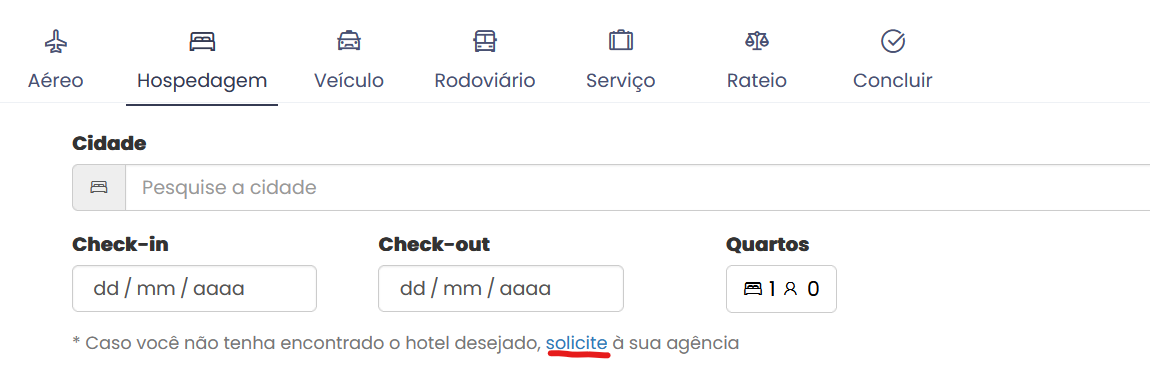 Aéreo Hospedagem Veículo Rodoviário Serviço Rateio Concluir
Cidade
Pesquise a cidade
Check-in Check-out Quartos
dd / mm / aaaa dd / mm / aaaa 1 0
* Caso você não tenha encontrado o hotel desejado, solicite à sua agência